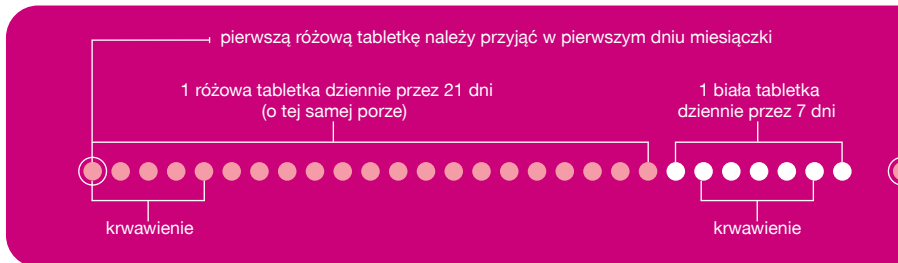 pierwszą różową tabletkę należy przyjąć w pierwszym dniu miesiączki
1 różowa tabletka dziennie przez 21 dni
(o tej samej porze)
1 biała tabletka
dziennie przez 7 dni
krwawienie
krwawienie